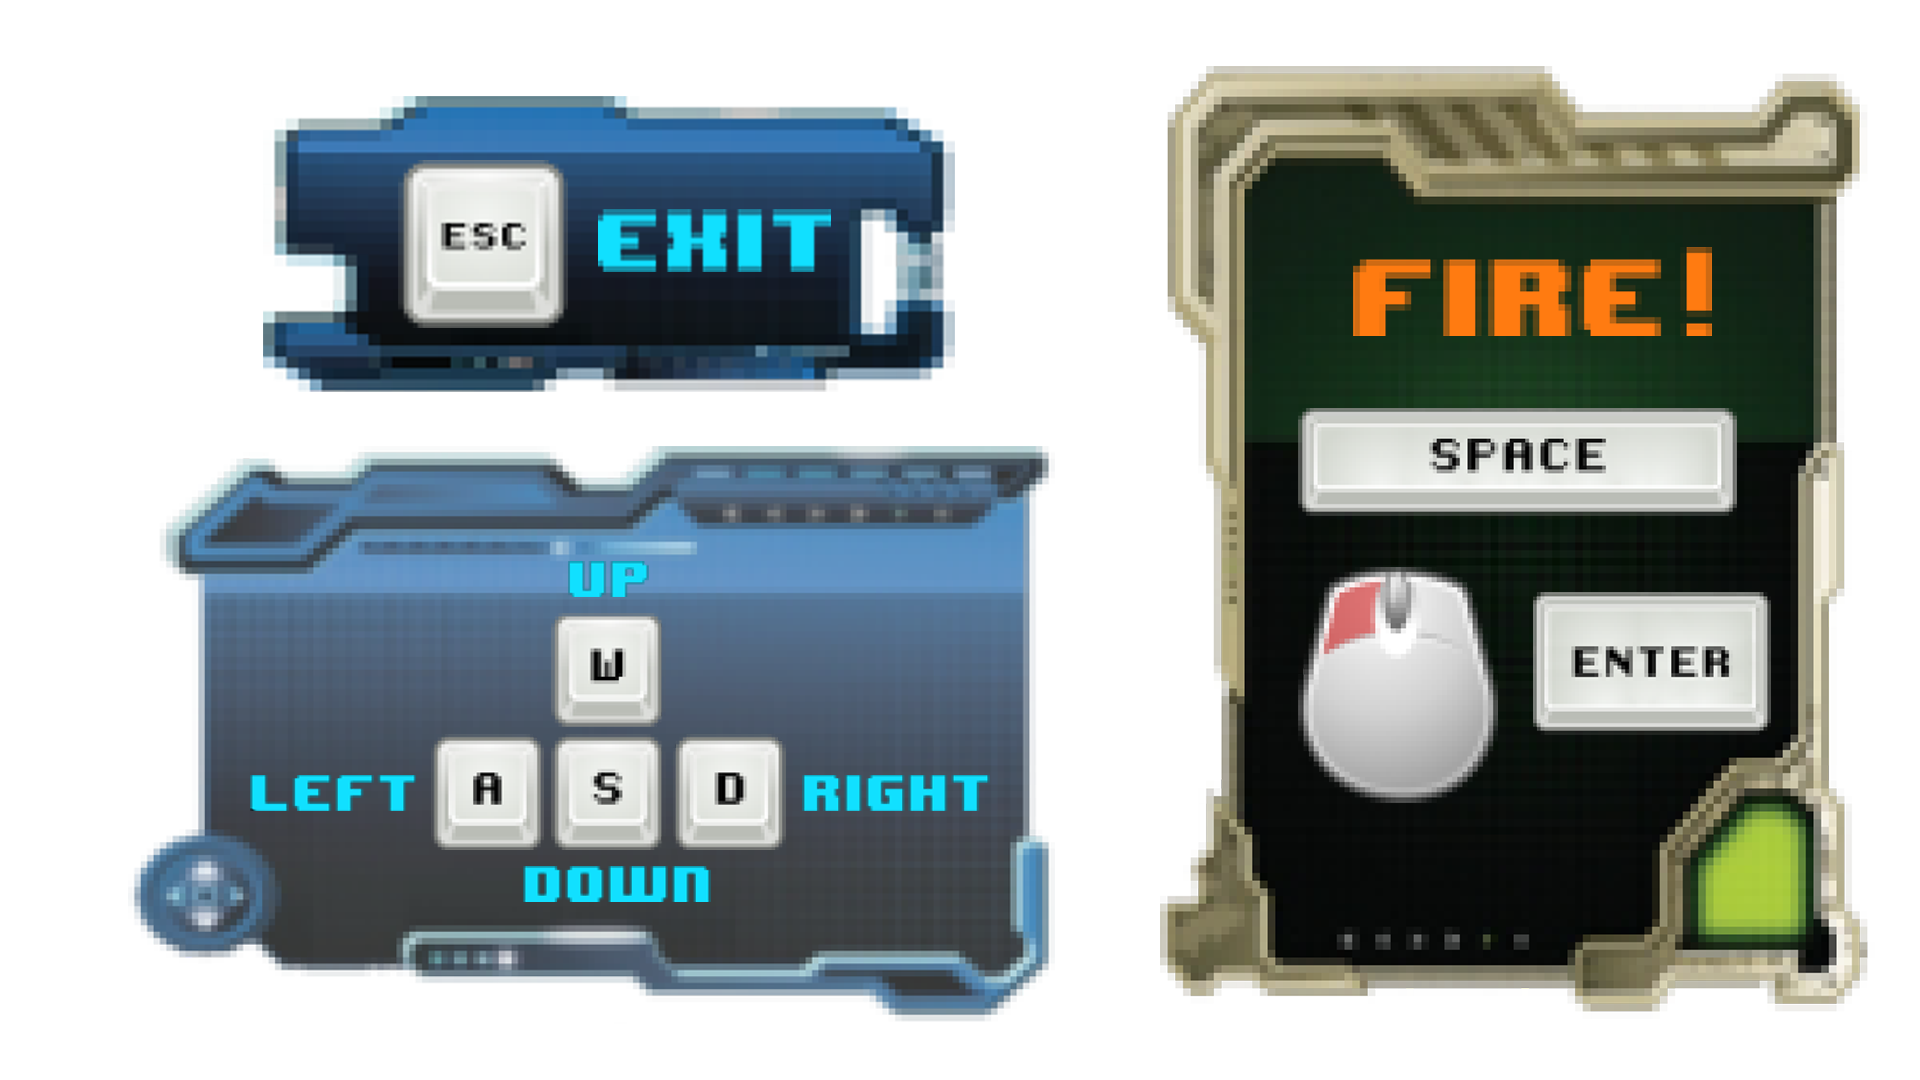 ESC EXIT
UP
W
LEFT A S D RIGHT
DOWN
FIRE!
SPACE
ENTER